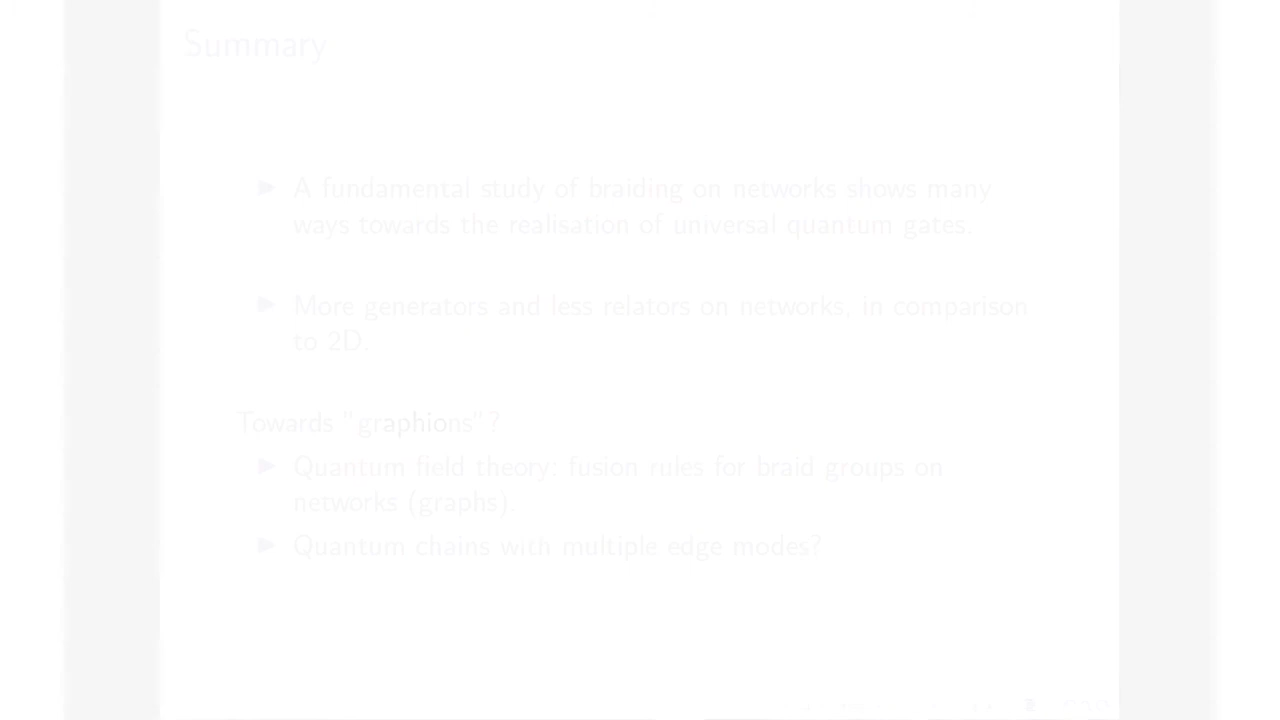 Summary
▶ A fundamental study of braiding on networks shows many
ways towards the realisation of universal quantum gates.
▶ More generators and less relators on networks, in comparison
to 2D.
Towards "graphions"?
▶ Quantum field theory: fusion rules for braid groups on
networks (graphs).
▶ Quantum chains with multiple edge modes?